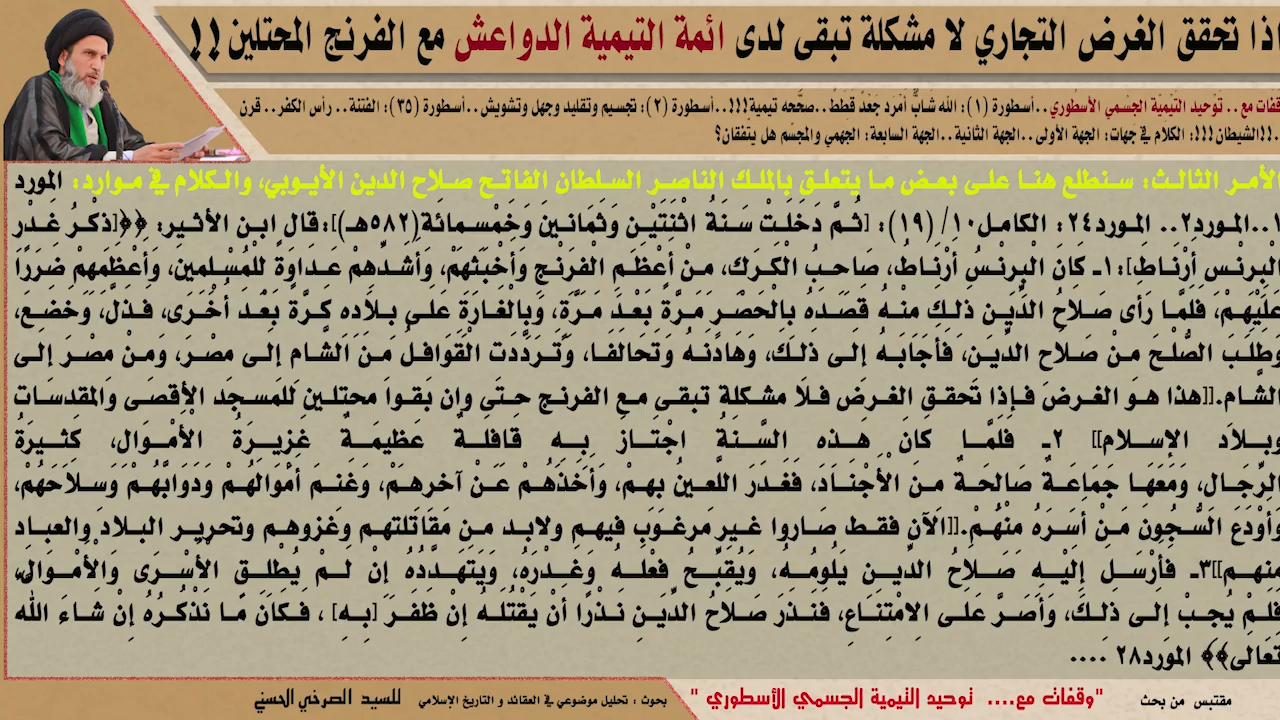 إذا تحقق الغرض التجاري لا مشكلة تبقى لدى ائمة التيمية الدواعش مع الفرنج المحتلين !!
قفات مع .. توحيد التيمية الجسمي الأسطوري ..أسطورة (١): الله شابٌّ أمرد جَعْدٌ قَطَطٌ ..صحّحه تيمية!!!..أسطورة (٢): تجسيم وتقليد وجهل وتشويش ..أسطورة (٣٥): الفتنة.. رأس الكفر.. قرن
..!!الشيطان!!!: الكلام في جهات: الجهة الأولى..الجهة الثانية..الجهة السابعة: الجهمي والمجسّم هل يتّفقان؟
الأمر الثالث: سنطلع هنا على بعض ما يتعلق بالملك الناصر السلطان الفاتح صلاح الدين الأيوبي، والكلام في موارد: المورد
١..المورد٢.. المورد٢٤: الكامل١٠/ (١٩): [ثُمَّ دَخَلَتْ سَنَةُ اثْنَتَيْنِ وَثَمَانِينَ وَخَمْسِمِائَةٍ(٥٨٢هـ)]:قال ابن الأثير: ﴿﴿[ذِكْرُ غَدْرِ
الْبِرِنْسِ أَرْنَاطَ]:١ـ كَانَ الْبِرِنْسُ أَرْنَاطُ، صَاحِبُ الْكَرَكِ، مِنْ أَعْظَمِ الْفِرِنْجِ وَأَخْبَثِهِمْ، وَأَشَدِّهِمْ عَدَاوَةً لِلْمُسْلِمِينَ، وَأَعْظَمِهِمْ ضَرَرًا
عَلَيْهِمْ، فَلَمَّا رَأَى صَلَاحُ الدِّينِ ذَلِكَ مِنْهُ قَصَدَهُ بِالْحَصْرِ مَرَّةً بَعْدَ مَرَّةٍ، وَبِالْغَارَةِ عَلَى بِلَادِهِ كَرَّةً بَعْدَ أُخْرَى، فَذَلَّ، وَخَضَعَ،
وَطَلَبَ الصُّلْحَ مِنْ صَلَاحِ الدِّينِ، فَأَجَابَهُ إِلَى ذَلِكَ، وَهَادَنَهُ وَتَحَالَفَا، وَتَرَدَّدَتِ الْقَوَافِلُ مِنَ الشَّامِ إِلَى مِصْرَ، وَمِنْ مِصْرَ إِلَى
الشَّامِ.[[هذا هو الغرض فإذا تحقق الغرض فلا مشكلة تبقى مع الفرنج حتى وإن بقوا محتلين للمسجد الأقصى والمقدسات
وبلاد الإسلام]] ٢ـ فَلَمَّا كَانَ هَذِهِ السَّنَةُ اجْتَازَ بِهِ قَافِلَةٌ عَظِيمَةٌ غَزِيرَةُ الْأَمْوَالِ، كَثِيرَةُ
الرِّجَالِ، وَمَعَهَا جَمَاعَةٌ صَالِحَةٌ مِنَ الْأَجْنَادِ، فَغَدَرَ اللَّعِينُ بِهِمْ، وَأَخَذَهُمْ عَنْ آخِرِهِمْ، وَغَنِمَ أَمْوَالَهُمْ وَدَوَابَّهُمْ وَسِلَاحَهُمْ،
وَأَوْدَعَ السُّجُونَ مَنْ أَسَرَهُ مِنْهُمْ.[[الآن فقط صاروا غير مرغوب فيهم ولابد من مقاتلتهم وغزوهم وتحرير البلاد والعباد
منهم]]٣ـ فَأَرْسَلَ إِلَيْهِ صَلَاحُ الدِّينِ يَلُومُهُ، وَيُقَبِّحُ فِعْلَهُ وَغَدْرَهُ، وَيَتَهَدَّدُهُ إِنْ لَمْ يُطْلِقِ الْأَسْرَى وَالْأَمْوَالَ،
فَلَمْ يُجِبْ إِلَى ذَلِكَ، وَأَصَرَّ عَلَى الِامْتِنَاعِ، فَنَذَرَ صَلَاحُ الدِّينِ نَذْرًا أَنْ يَقْتُلَهُ إِنْ ظَفَرَ [بِهِ] ، فَكَانَ مَا نَذْكُرُهُ إِنْ شَاءَ اللَّهُ
تَعَالَى﴾﴾ المورد٢٨ ....
مقتبس من بحث "وقفات مع.... توحيد التيمية الجسمي الأسطوري" بحوث : تحليل موضوعي في العقائد و التاريخ الإسلامي للسيد الصرخي الحسني